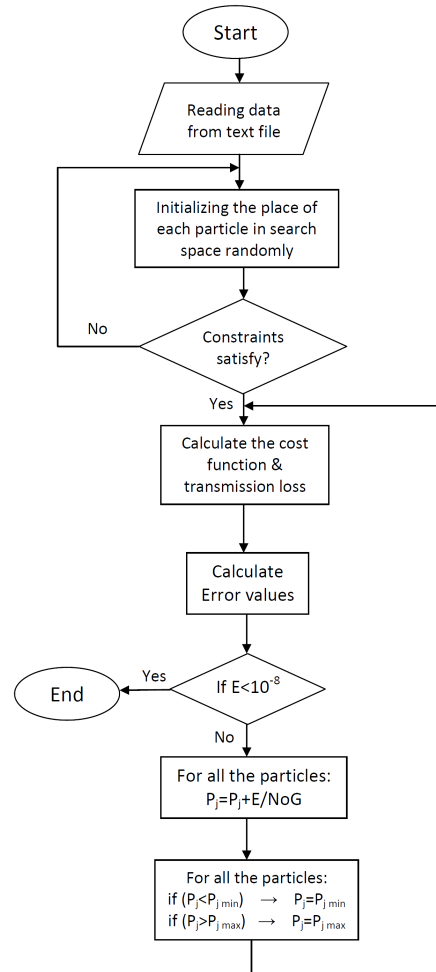 Start
Reading data
from text file
Initializing the place of
each particle in search
space randomly
No
Constraints
satisfy?
Yes
Calculate the cost
function &
transmission loss
Calculate
Error values
Yes
End
If E<10⁻⁸
No
For all the particles:
Pⱼ=Pⱼ+E/NoG
For all the particles:
if (Pⱼ<Pⱼ min) → Pⱼ=Pⱼ min
if (Pⱼ>Pⱼ max) → Pⱼ=Pⱼ max